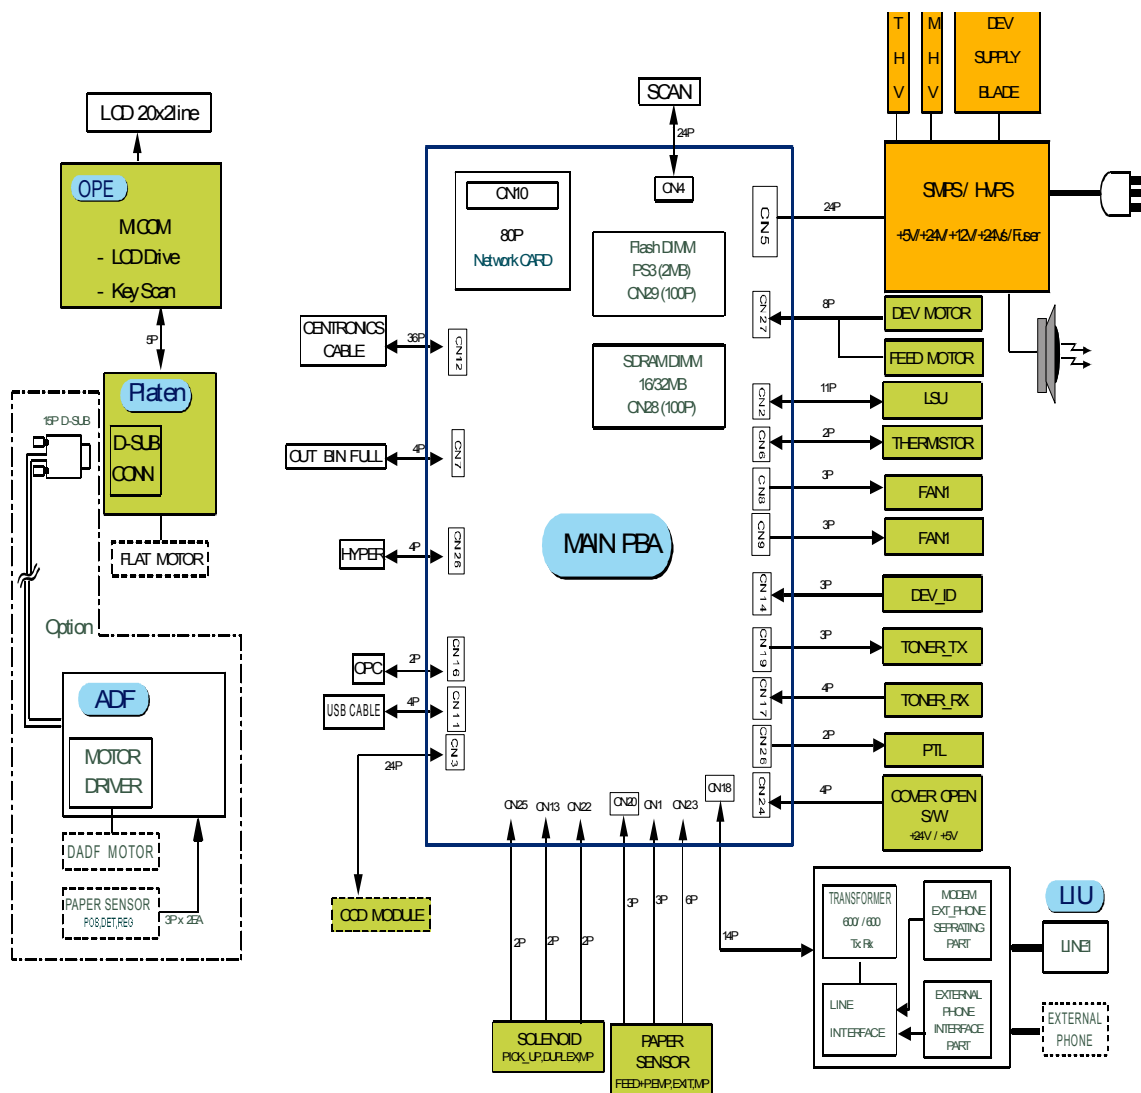 T
H
V
M
H
V
DEV
SUPPLY
BLADE
SCAN
24P
LCD 20x2line
OPE
MICOM
- LCD Drive
- Key Scan
5P
Platen
D-SUB
CONN
FLAT MOTOR
15P D-SUB
Option
ADF
MOTOR
DRIVER
DADF MOTOR
PAPER SENSOR
POS,DET,REG
3P x 2EA
CN4
CN10
80P
Network CARD
Flash DIMM
PS3 (2MB)
CN29 (100P)
SDRAM DIMM
16/32MB
CN28 (100P)
MAIN PBA
CENTRONICS
CABLE
36P
CN12
OUT BIN FULL
4P
CN7
HYPER
4P
CN26
OPC
2P
CN16
USB CABLE
4P
CN11
CN3
24P
CCD MODULE
CN5
24P
SMPS / HVPS
+5V/+24V/+12V/+24Vs/Fuser
CN27
8P
DEV MOTOR
FEED MOTOR
CN2
11P
LSU
CN6
2P
THERMISTOR
CN8
3P
FAN1
CN9
3P
FAN1
CN14
3P
DEV_ID
CN19
3P
TONER_TX
CN17
4P
TONER_RX
CN26
2P
PTL
CN24
4P
COVER OPEN
S/W
+24V / +5V
CN25
CN13
CN22
CN20
CN1
CN23
CN18
2P
2P
2P
3P
3P
6P
14P
SOLENOID
PICK_UP,DUPLEX,MP
PAPER
SENSOR
FEED+P.EMP,EXIT,MP
TRANSFORMER
600 / 600
Tx Rx
MODEM
EXT_PHONE
SEPRATING
PART
LINE
INTERFACE
EXTERNAL
PHONE
INTERFACE
PART
LIU
LINE1
EXTERNAL
PHONE